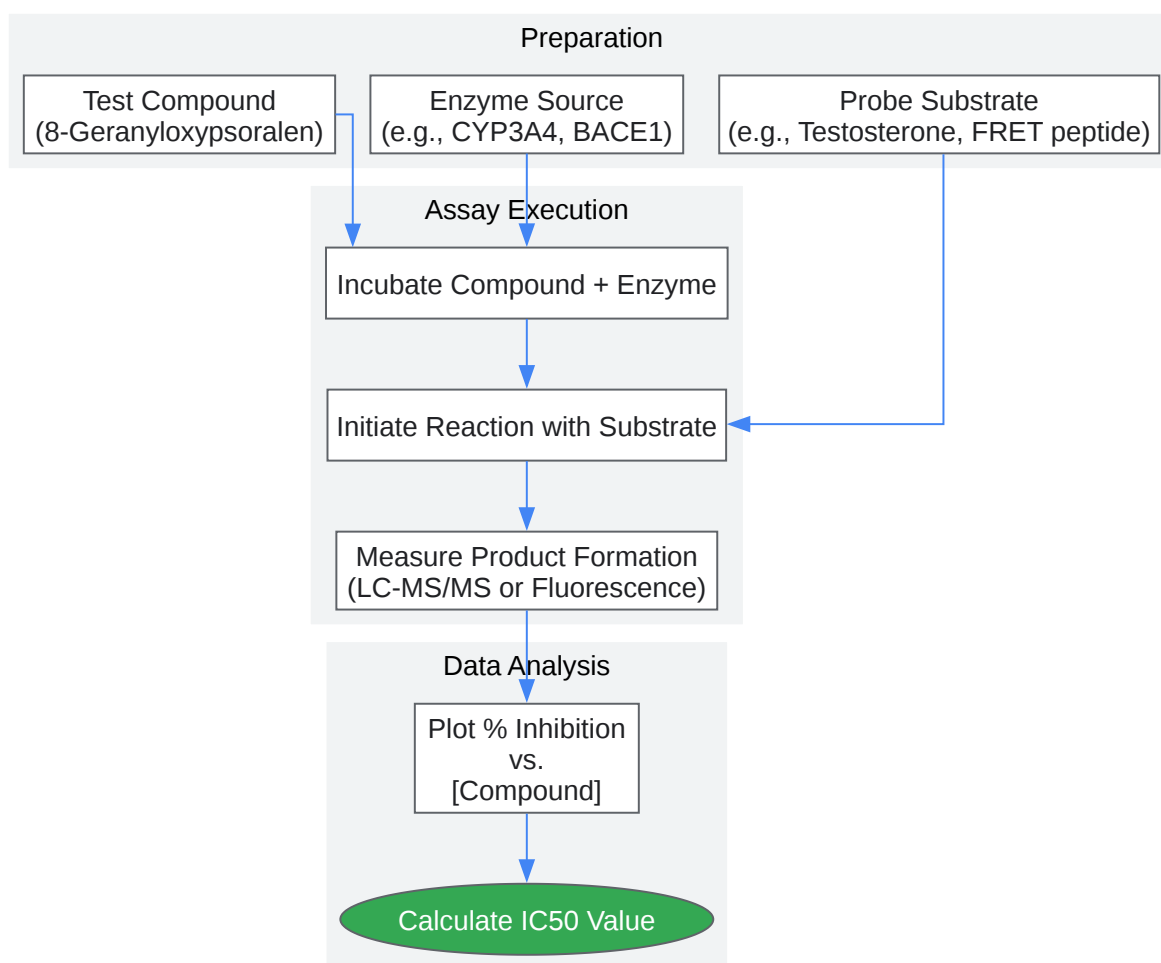 Preparation
Test Compound
(8-Geranyloxypsoralen)
Enzyme Source
(e.g., CYP3A4, BACE1)
Probe Substrate
(e.g., Testosterone, FRET peptide)
Assay Execution
Incubate Compound + Enzyme
Initiate Reaction with Substrate
Measure Product Formation
(LC-MS/MS or Fluorescence)
Data Analysis
Plot % Inhibition
vs.
[Compound]
Calculate IC50 Value